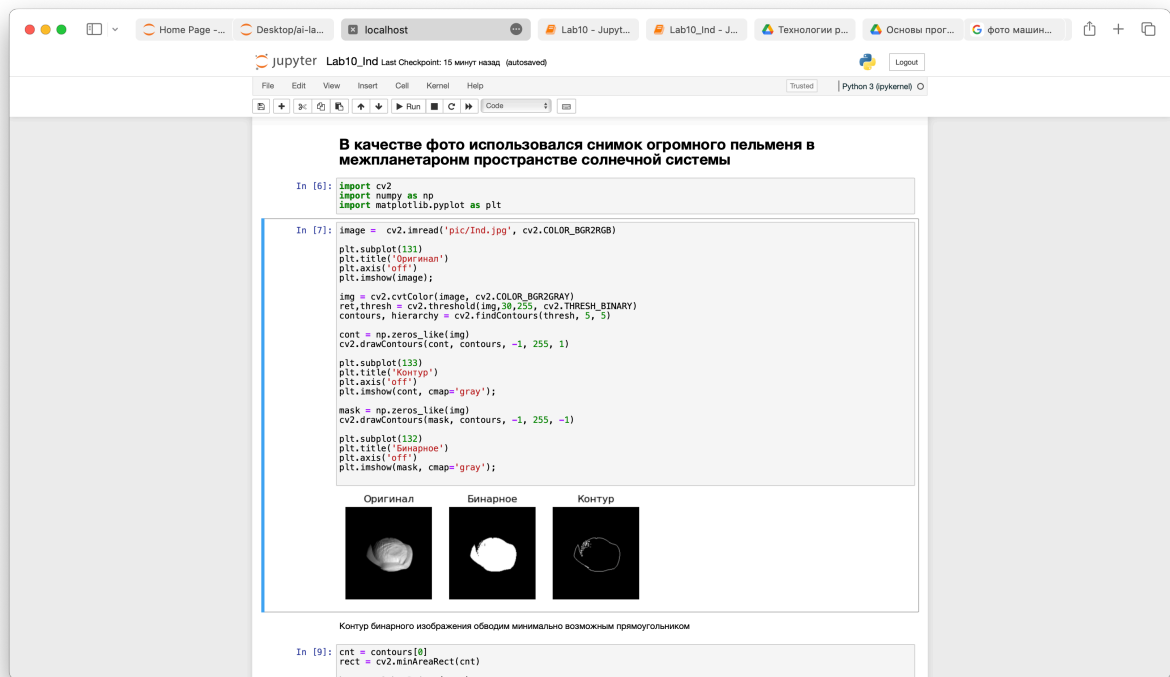 Home Page -...
Desktop/ai-la...
localhost
Lab10 - Jupyt...
Lab10_Ind - J...
Технологии р...
Основы прог...
фото машин...
jupyter Lab10_Ind Last Checkpoint: 15 минут назад (autosaved)
Logout
File Edit View Insert Cell Kernel Help
Trusted
Python 3 (ipykernel)
Run
Code
В качестве фото использовался снимок огромного пельменя в
межпланетаронм пространстве солнечной системы
In [6]: import cv2
import numpy as np
import matplotlib.pyplot as plt
In [7]: image =  cv2.imread('pic/Ind.jpg', cv2.COLOR_BGR2RGB)
plt.subplot(131)
plt.title('Оригинал')
plt.axis('off')
plt.imshow(image);
img = cv2.cvtColor(image, cv2.COLOR_BGR2GRAY)
ret,thresh = cv2.threshold(img,30,255, cv2.THRESH_BINARY)
contours, hierarchy = cv2.findContours(thresh, 5, 5)
cont = np.zeros_like(img)
cv2.drawContours(cont, contours, -1, 255, 1)
plt.subplot(133)
plt.title('Контур')
plt.axis('off')
plt.imshow(cont, cmap='gray');
mask = np.zeros_like(img)
cv2.drawContours(mask, contours, -1, 255, -1)
plt.subplot(132)
plt.title('Бинарное')
plt.axis('off')
plt.imshow(mask, cmap='gray');
Оригинал Бинарное Контур
Контур бинарного изображения обводим минимально возможным прямоугольником
In [9]: cnt = contours[0]
rect = cv2.minAreaRect(cnt)